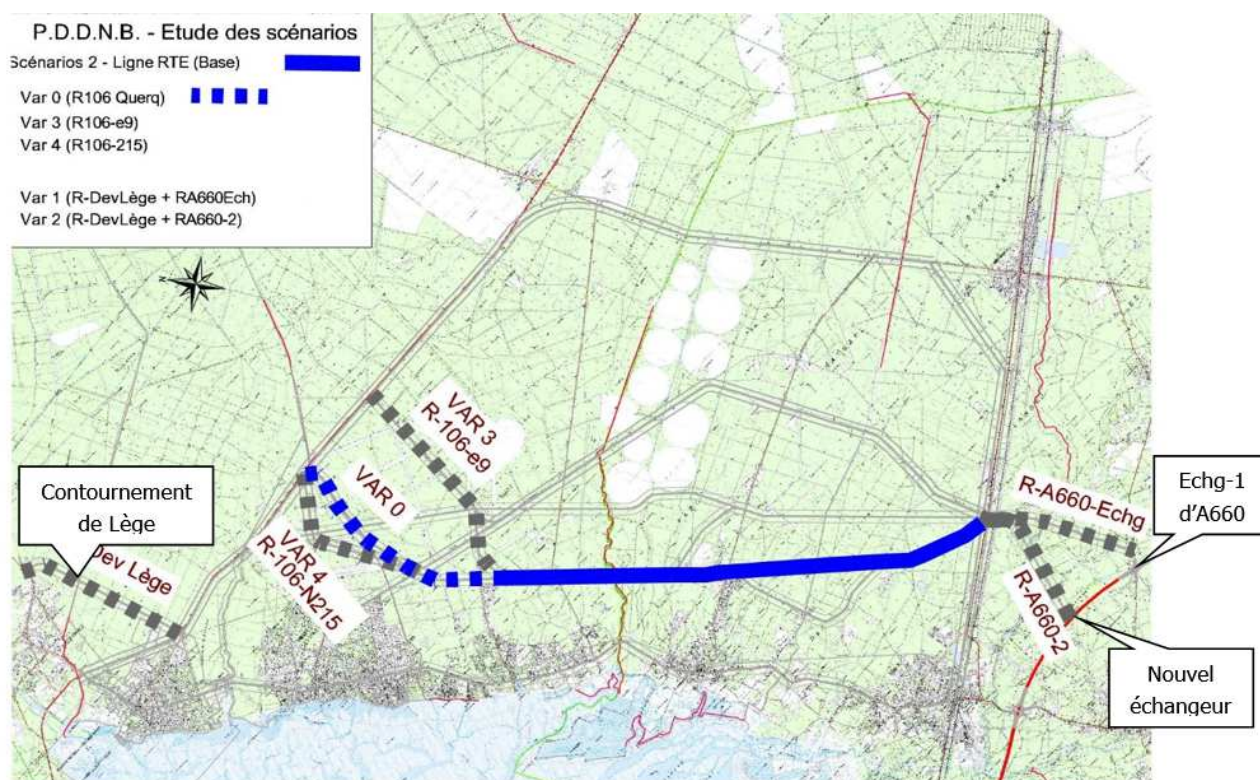 P.D.D.N.B. - Etude des scénarios
Scénarios 2 - Ligne RTE (Base)
Var 0 (R106 Querq)
Var 3 (R106-e9)
Var 4 (R106-215)
Var 1 (R-DevLège + RA660Ech)
Var 2 (R-DevLège + RA660-2)
VAR 3
R-106-e9
VAR 0
Contournement
de Lège
Dev Lège
VAR 4
R-106-N215
R-A660-Echg
Echg-1
d'A660
R-A660-2
Nouvel
échangeur